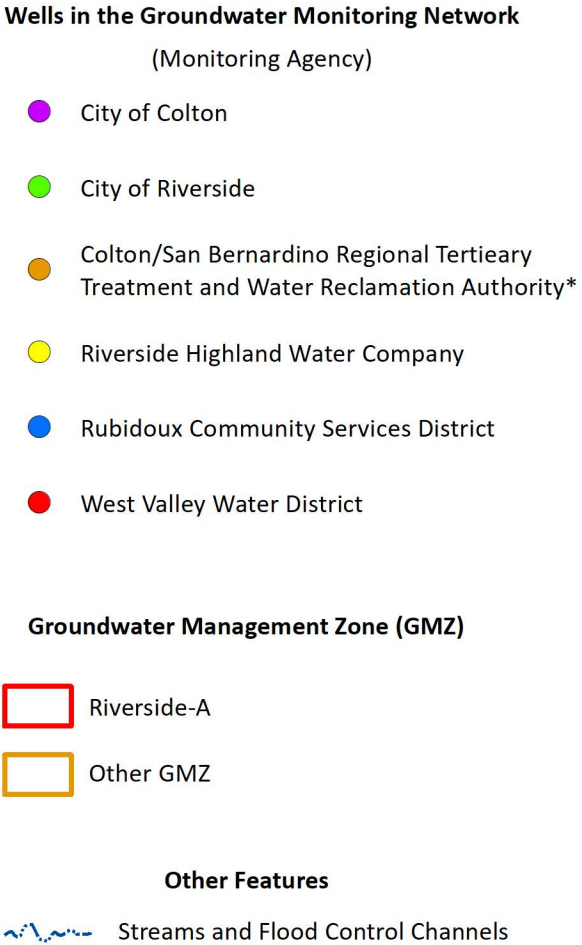 Wells in the Groundwater Monitoring Network
(Monitoring Agency)
City of Colton
City of Riverside
Colton/San Bernardino Regional Tertieary
Treatment and Water Reclamation Authority*
Riverside Highland Water Company
Rubidoux Community Services District
West Valley Water District
Groundwater Management Zone (GMZ)
Riverside-A
Other GMZ
Other Features
Streams and Flood Control Channels